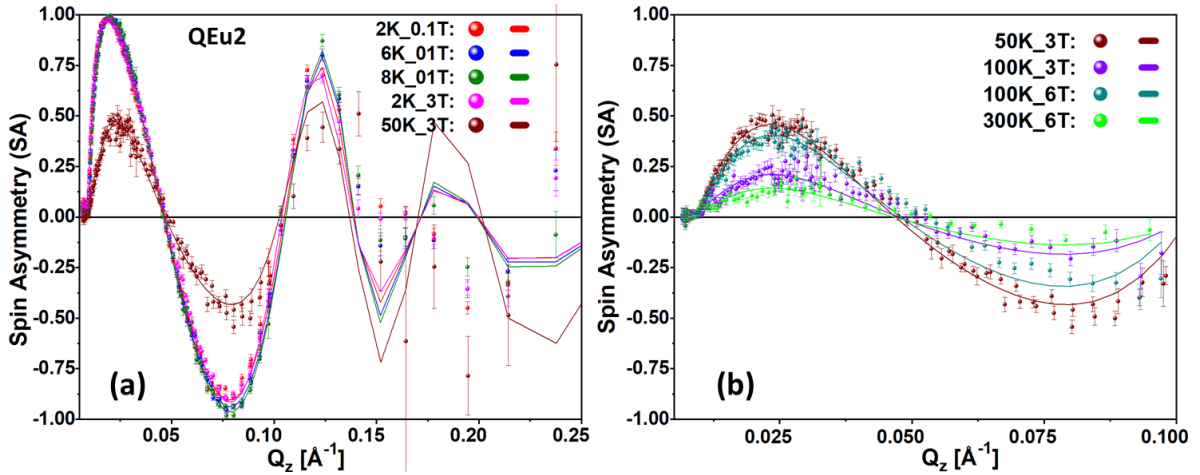 QEu2
2K_0.1T:
6K_01T:
8K_01T:
2K_3T:
50K_3T:
1.00
0.75
0.50
0.25
0.00
-0.25
-0.50
-0.75
-1.00
Spin Asymmetry (SA)
(a)
0.05 0.10 0.15 0.20 0.25
Qz [Å-1]
50K_3T:
100K_3T:
100K_6T:
300K_6T:
1.00
0.75
0.50
0.25
0.00
-0.25
-0.50
-0.75
-1.00
Spin Asymmetry (SA)
(b)
0.025 0.050 0.075 0.100
Qz [Å-1]